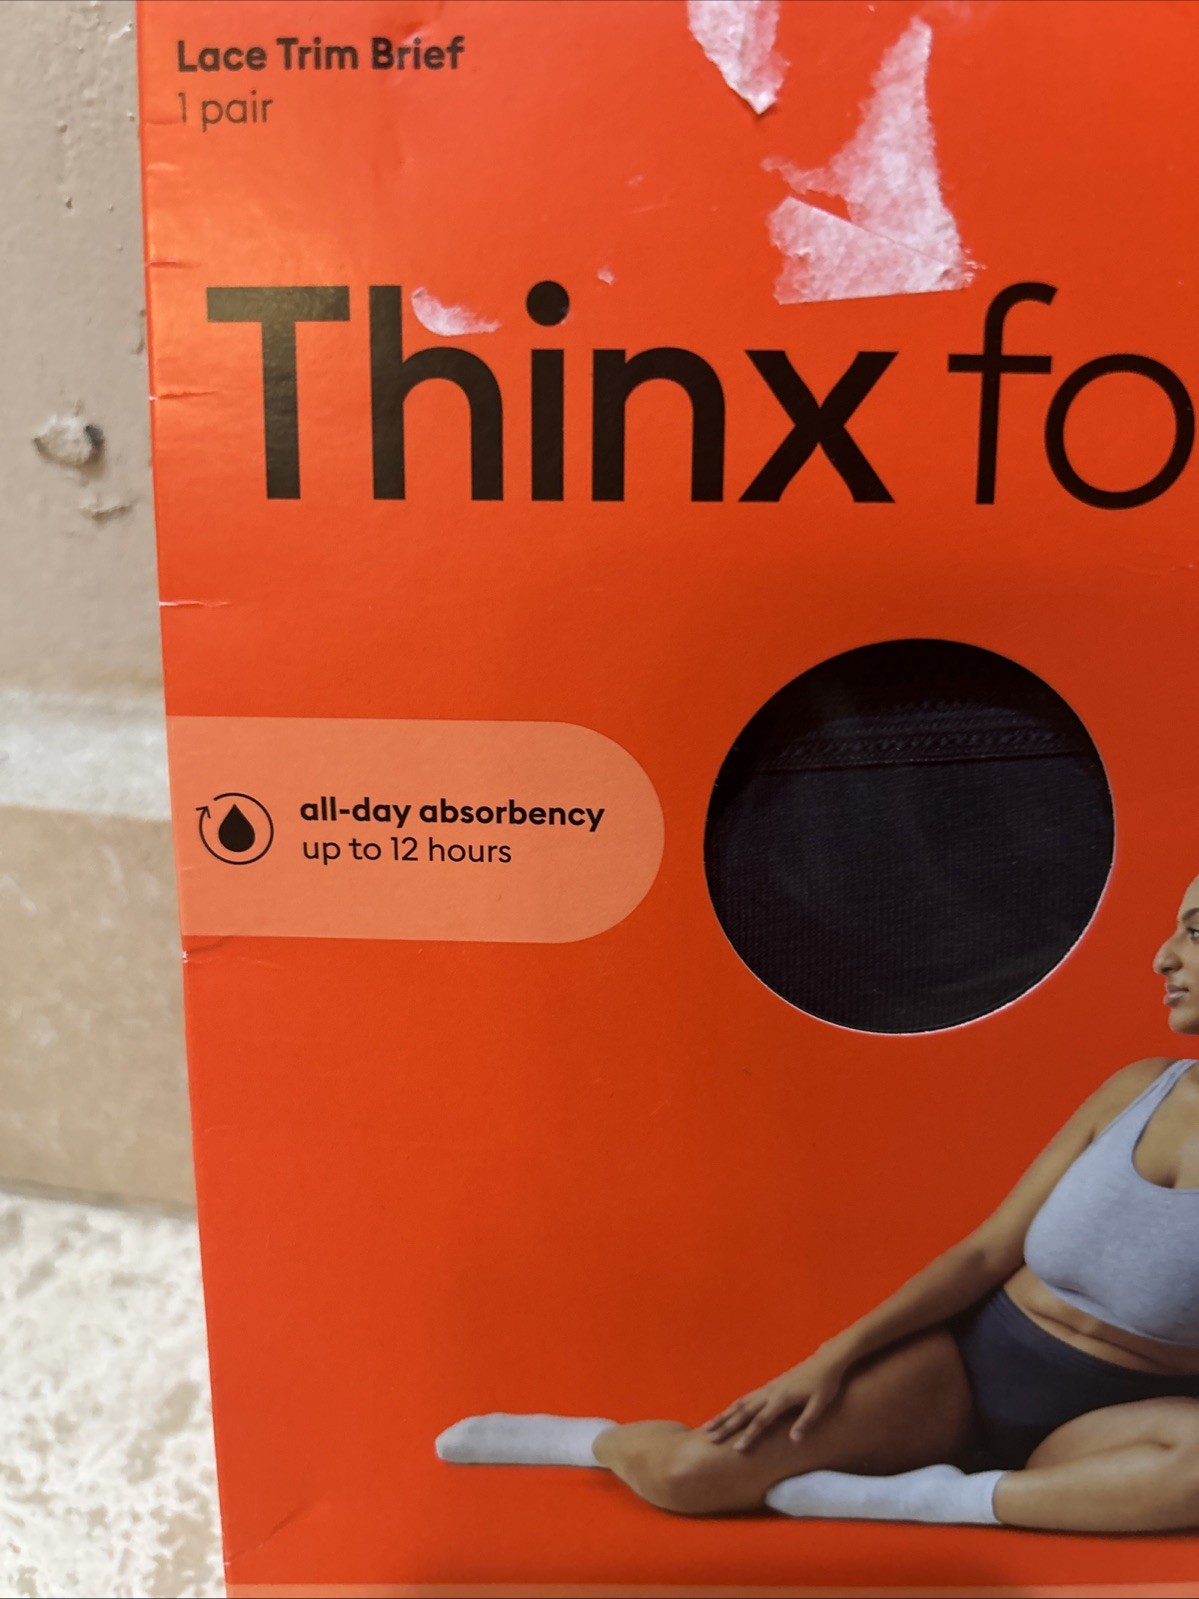 Lace Trim Brief
1 pair
Thinx fo
all-day absorbency
up to 12 hours